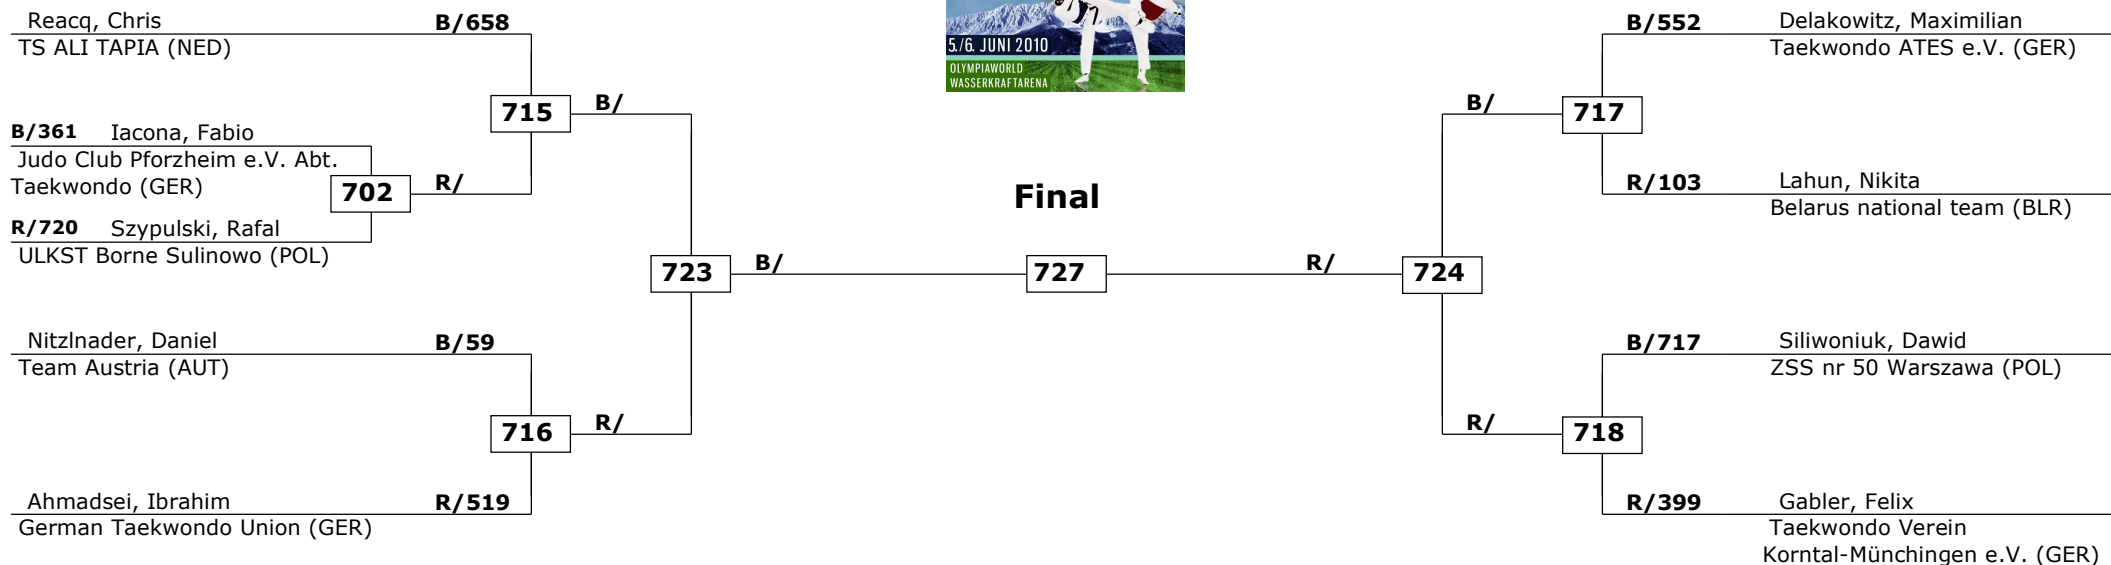 Reacq, Chris
B/658
TS ALI TAPIA (NED)
715
B/361 Iacona, Fabio
Judo Club Pforzheim e.V. Abt.
Taekwondo (GER)
702
R/
R/720 Szypulski, Rafal
ULKST Borne Sulinowo (POL)
B/
723
B/
Nitzlnader, Daniel
B/59
Team Austria (AUT)
716
R/
Ahmadsei, Ibrahim
R/519
German Taekwondo Union (GER)
5./6. JUNI 2010
OLYMPIAWORLD
WASSERKRAFTARENA
Final
727
R/
724
B/
717
B/552 Delakowitz, Maximilian
Taekwondo ATES e.V. (GER)
R/103 Lahun, Nikita
Belarus national team (BLR)
B/717 Siliwoniuk, Dawid
ZSS nr 50 Warszawa (POL)
R/
718
R/399 Gabler, Felix
Taekwondo Verein
Korntal-Münchingen e.V. (GER)